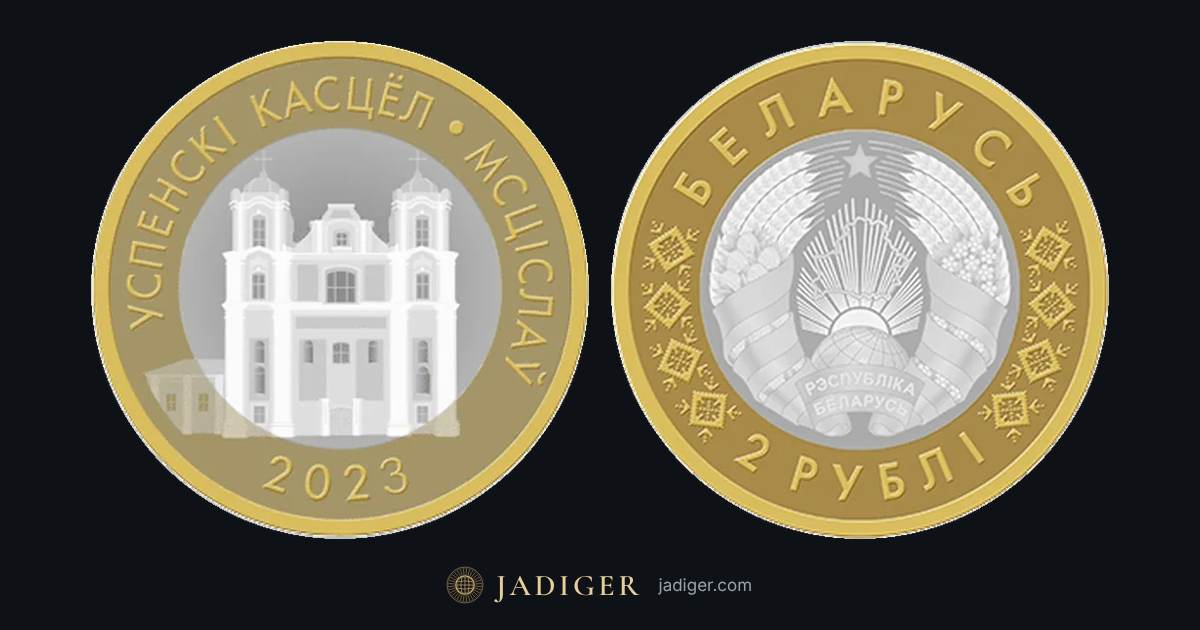 УСПЕНСКІ КАСЦЁЛ • МСЦІСЛАЎ
2023
БЕЛАРУСЬ
РЭСПУБЛІКА
БЕЛАРУСЬ
2 РУБЛІ
JADIGER jadiger.com